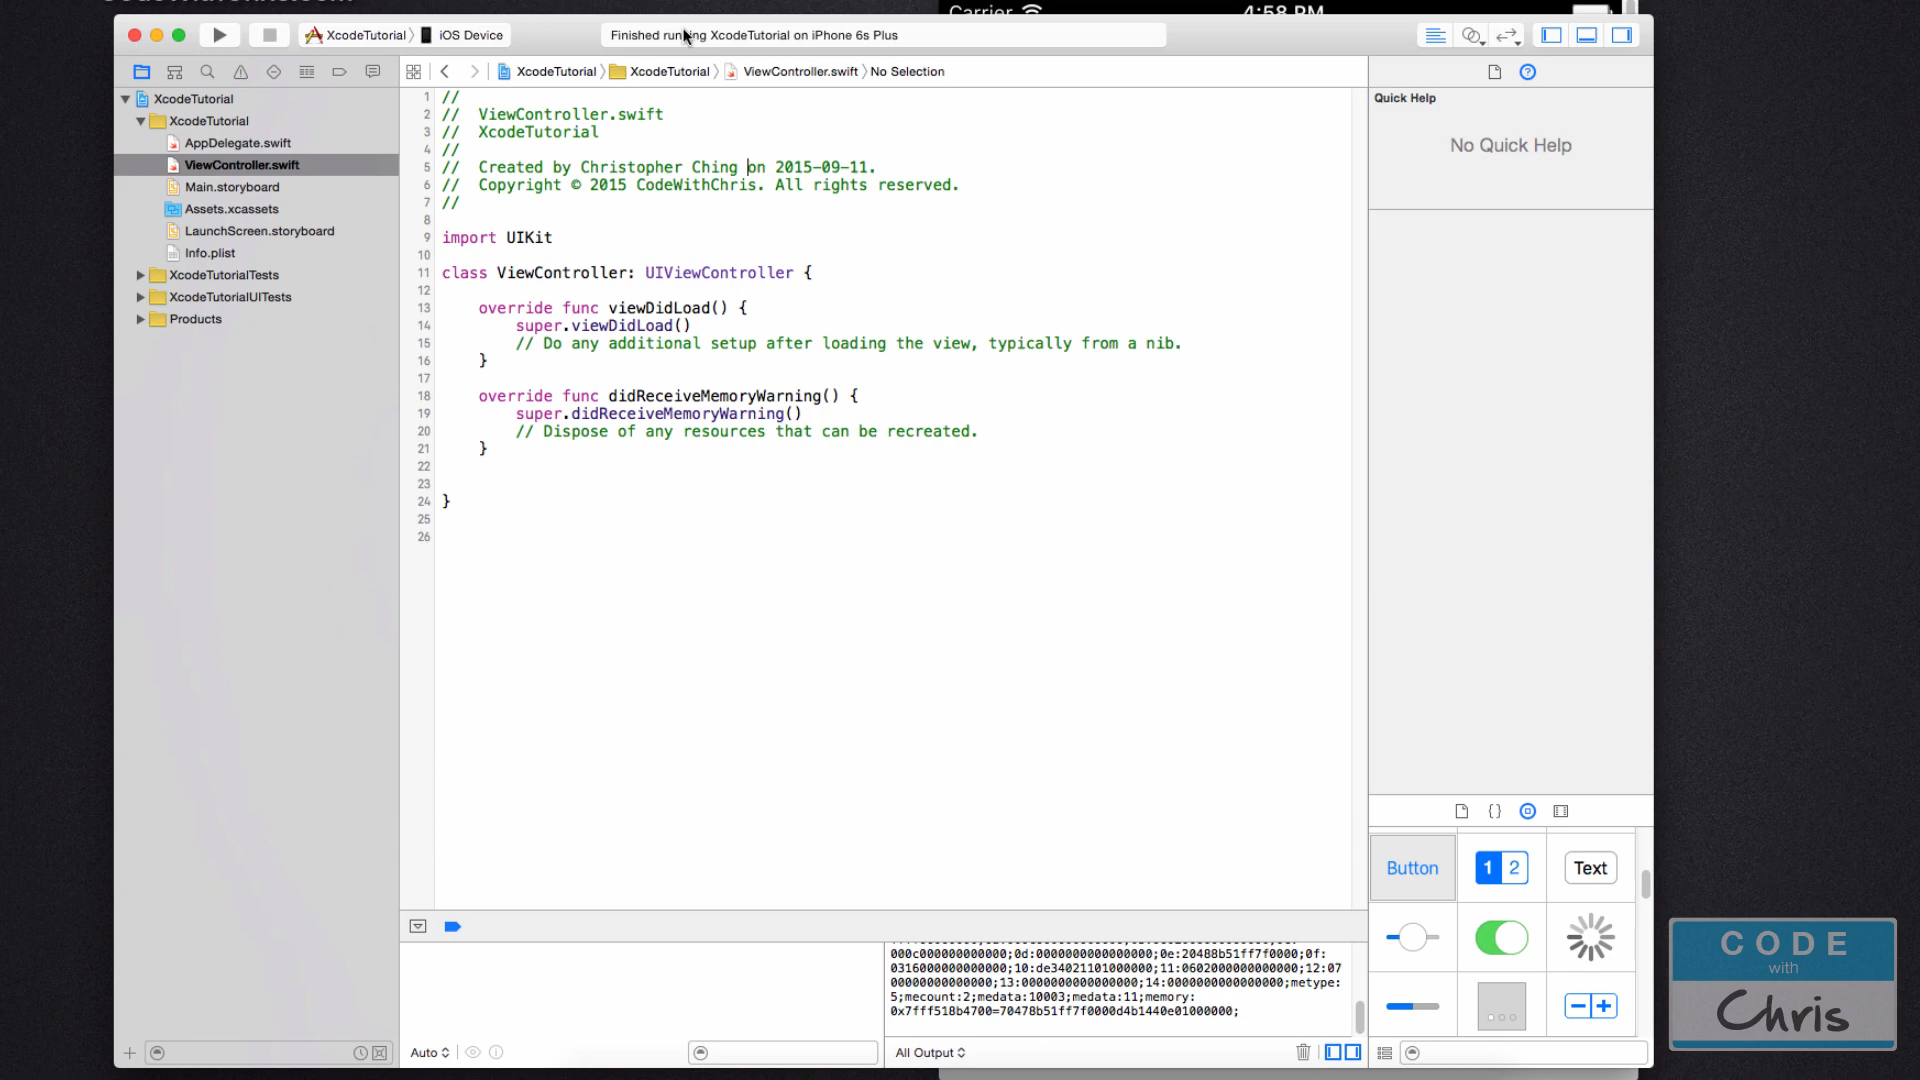 Carrier 4:58 PM
XcodeTutorial iOS Device Finished running XcodeTutorial on iPhone 6s Plus
XcodeTutorial XcodeTutorial ViewController.swift No Selection
XcodeTutorial
XcodeTutorial
AppDelegate.swift
ViewController.swift
Main.storyboard
Assets.xcassets
LaunchScreen.storyboard
Info.plist
XcodeTutorialTests
XcodeTutorialUITests
Products
1 //
2 // ViewController.swift
3 // XcodeTutorial
4 //
5 // Created by Christopher Ching on 2015-09-11.
6 // Copyright © 2015 CodeWithChris. All rights reserved.
7 //
8
9 import UIKit
10
11 class ViewController: UIViewController {
12
13 override func viewDidLoad() {
14 super.viewDidLoad()
15 // Do any additional setup after loading the view, typically from a nib.
16 }
17
18 override func didReceiveMemoryWarning() {
19 super.didReceiveMemoryWarning()
20 // Dispose of any resources that can be recreated.
21 }
22
23
24 }
25
26
Quick Help
No Quick Help
Button 1 2 Text
000c000000000000;0d:0000000000000000;0e:20488b51ff7f0000;0f:
0316000000000000;10:de34021101000000;11:0602000000000000;12:07
00000000000000;13:0000000000000000;14:0000000000000000;metype:
5;mecount:2;medata:10003;medata:11;memory:
0x7fff518b4700=70478b51ff7f0000d4b1440e01000000;
Auto All Output
CODE
with
Chris